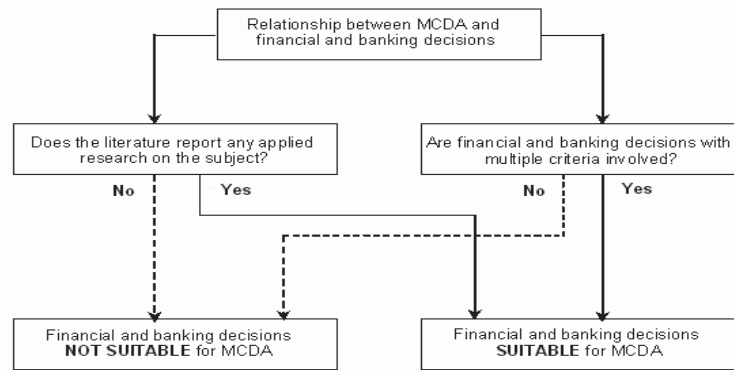 Relationship between MCDA and
financial and banking decisions
Does the literature report any applied
research on the subject?
Are financial and banking decisions with
multiple criteria involved?
No
Yes
No
Yes
Financial and banking decisions
NOT SUITABLE for MCDA
Financial and banking decisions
SUITABLE for MCDA